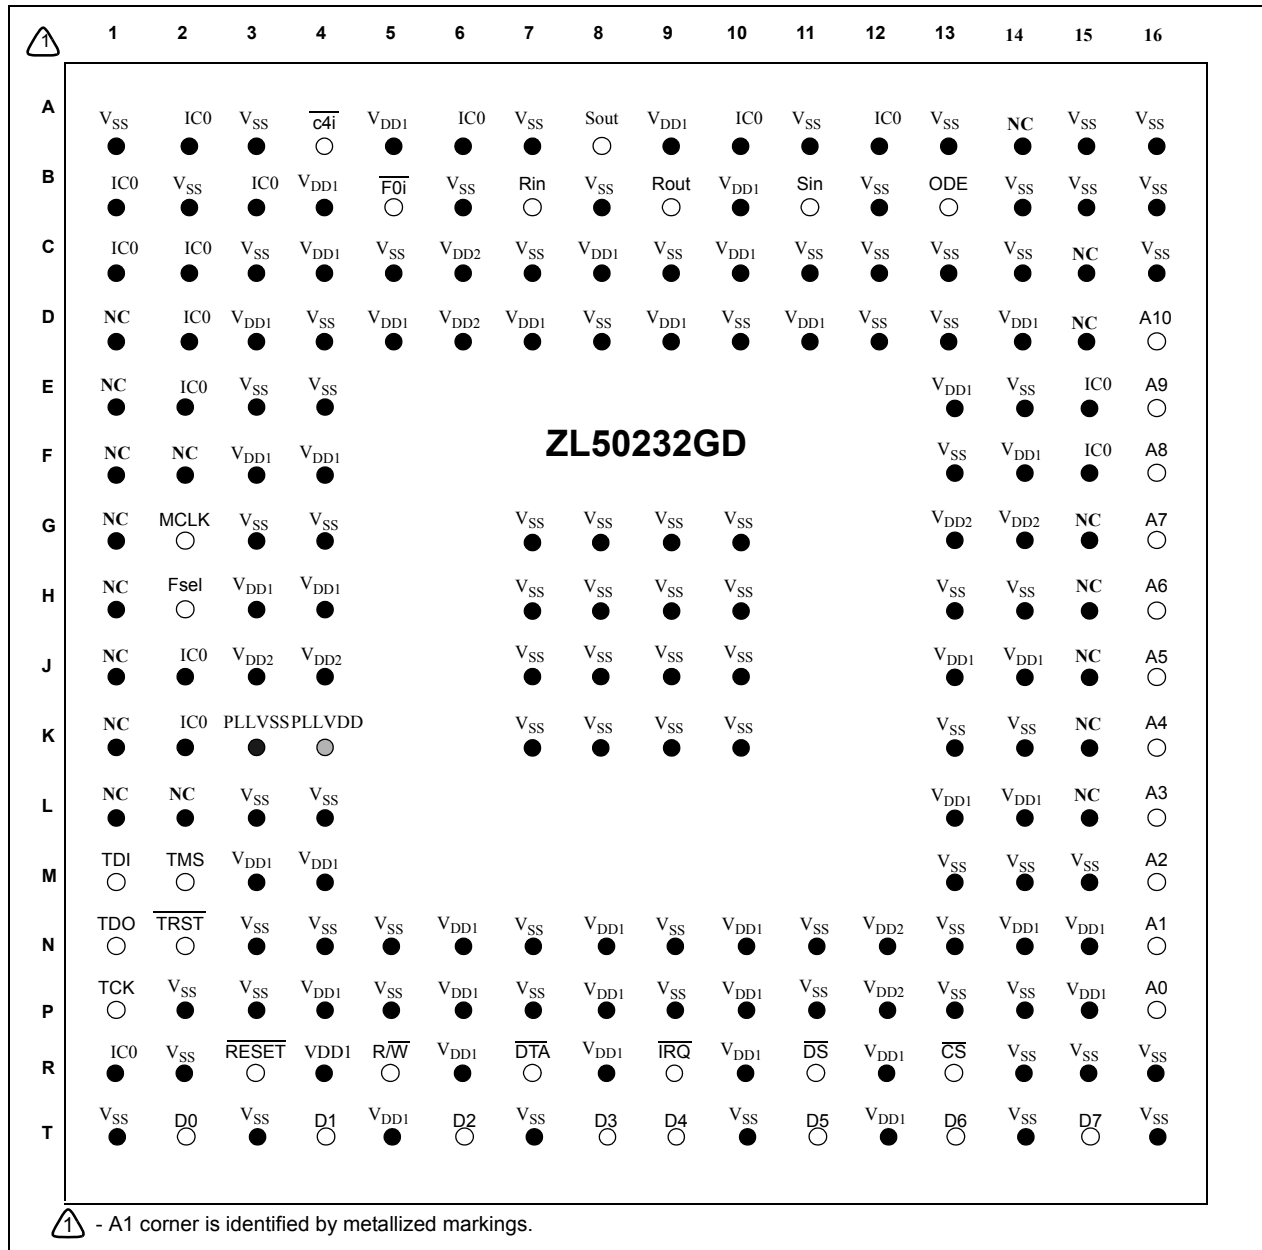 1 1 2 3 4 5 6 7 8 9 10 11 12 13 14 15 16
A VSS IC0 VSS c4i VDD1 IC0 VSS Sout VDD1 IC0 VSS IC0 VSS NC VSS VSS
B IC0 VSS IC0 VDD1 F0i VSS Rin VSS Rout VDD1 Sin VSS ODE VSS VSS VSS
C IC0 IC0 VSS VDD1 VSS VDD2 VSS VDD1 VSS VDD1 VSS VSS VSS VSS NC VSS
D NC IC0 VDD1 VSS VDD1 VDD2 VDD1 VSS VDD1 VSS VDD1 VSS VSS VDD1 NC A10
E NC IC0 VSS VSS VDD1 VSS IC0 A9
ZL50232GD
F NC NC VDD1 VDD1 VSS VDD1 IC0 A8
G NC MCLK VSS VSS VSS VSS VSS VSS VDD2 VDD2 NC A7
H NC Fsel VDD1 VDD1 VSS VSS VSS VSS VSS VSS NC A6
J NC IC0 VDD2 VDD2 VSS VSS VSS VSS VDD1 VDD1 NC A5
K NC IC0 PLLVSS PLLVDD VSS VSS VSS VSS VSS VSS NC A4
L NC NC VSS VSS VDD1 VDD1 NC A3
M TDI TMS VDD1 VDD1 VSS VSS VSS A2
N TDO TRST VSS VSS VSS VDD1 VSS VDD1 VSS VDD1 VSS VDD2 VSS VDD1 VDD1 A1
P TCK VSS VSS VDD1 VSS VDD1 VSS VDD1 VSS VDD1 VSS VDD2 VSS VSS VDD1 A0
R IC0 VSS RESET VDD1 R/W VDD1 DTA VDD1 IRQ VDD1 DS VDD1 CS VSS VSS VSS
T VSS D0 VSS D1 VDD1 D2 VSS D3 D4 VSS D5 VDD1 D6 VSS D7 VSS
1 - A1 corner is identified by metallized markings.